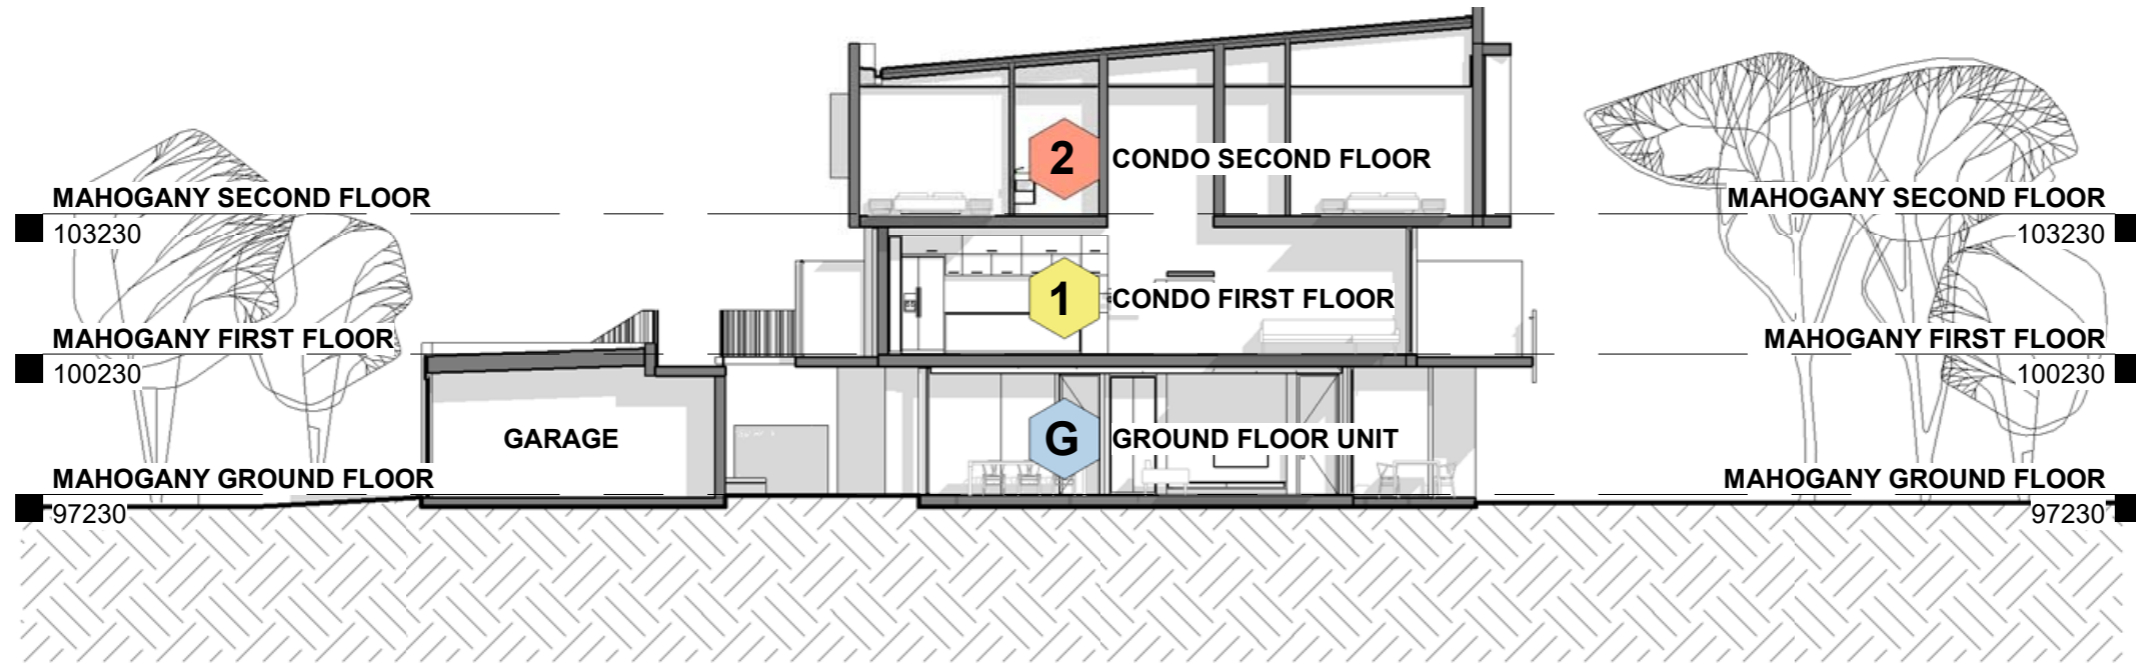 2 CONDO SECOND FLOOR
MAHOGANY SECOND FLOOR
103230
MAHOGANY SECOND FLOOR
103230
1 CONDO FIRST FLOOR
MAHOGANY FIRST FLOOR
100230
MAHOGANY FIRST FLOOR
100230
GARAGE
G GROUND FLOOR UNIT
MAHOGANY GROUND FLOOR
97230
MAHOGANY GROUND FLOOR
97230